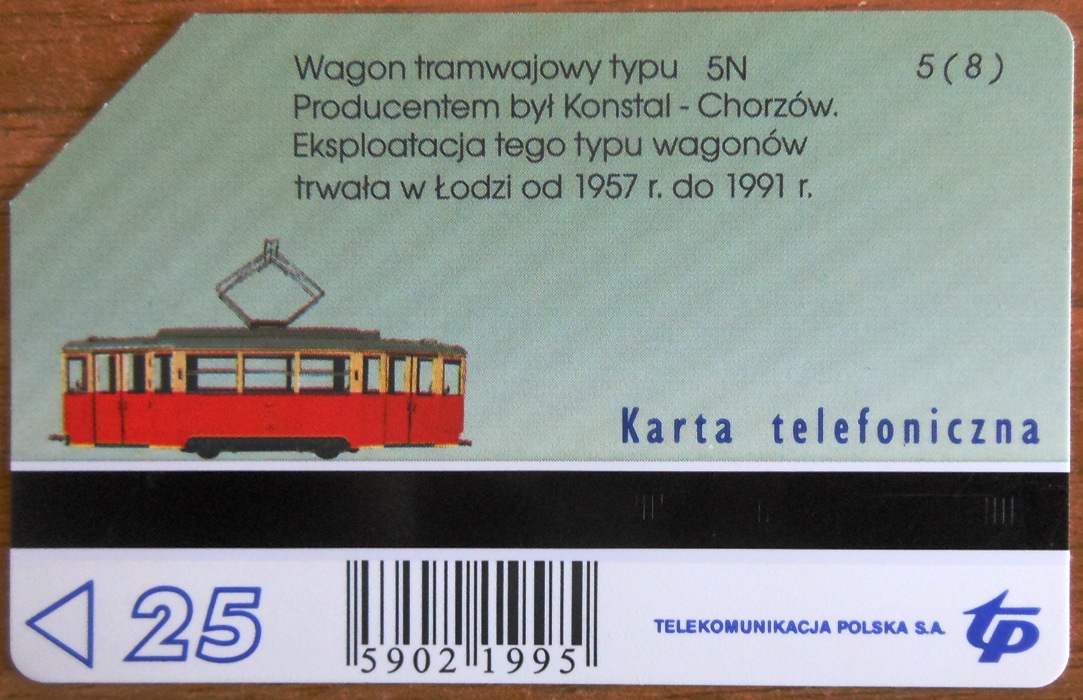 Wagon tramwajowy typu 5N 5(8)
Producentem był Konstal - Chorzów.
Eksploatacja tego typu wagonów
trwała w Łodzi od 1957 r. do 1991 r.
Karta telefoniczna
25
5902 1995
TELEKOMUNIKACJA POLSKA S.A.
tp